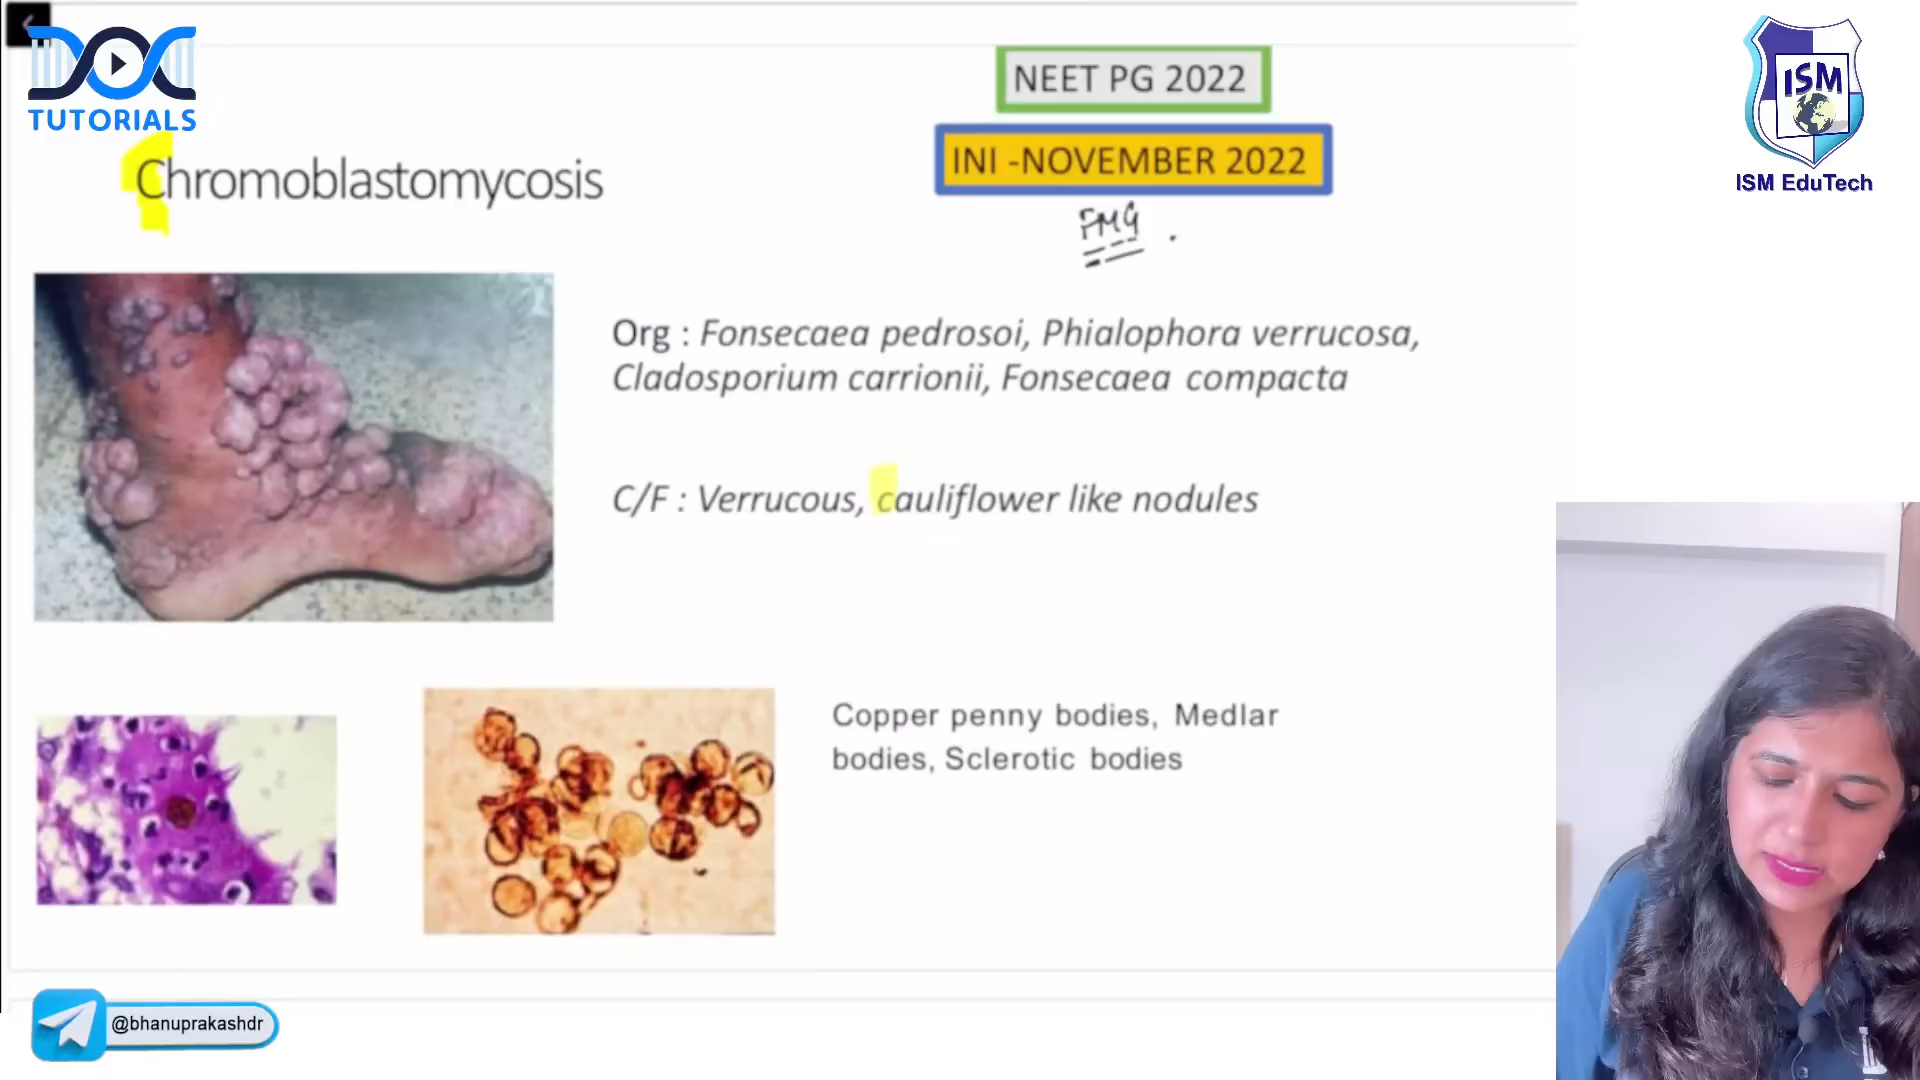 DOC
TUTORIALS
NEET PG 2022
INI -NOVEMBER 2022
FMG
ISM
ISM EduTech
Chromoblastomycosis
Org : Fonsecaea pedrosoi, Phialophora verrucosa,
Cladosporium carrionii, Fonsecaea compacta
C/F : Verrucous, cauliflower like nodules
Copper penny bodies, Medlar
bodies, Sclerotic bodies
@bhanuprakashdr